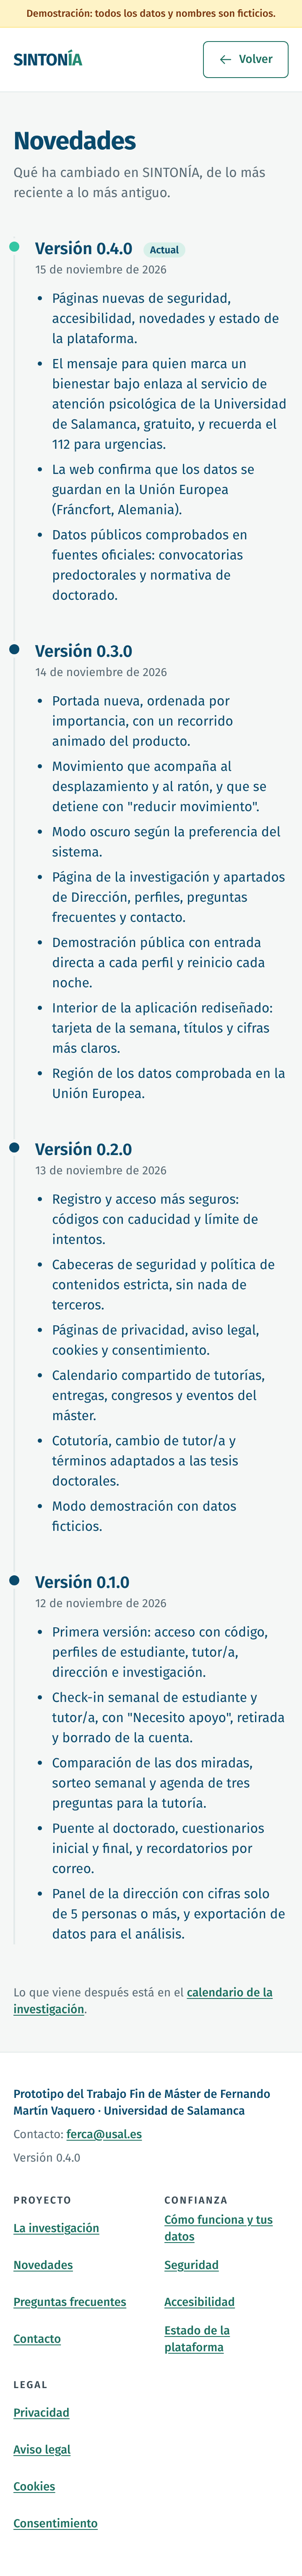 Demostración: todos los datos y nombres son ficticios.
SINTONÍA
← Volver
Novedades
Qué ha cambiado en SINTONÍA, de lo más
reciente a lo más antiguo.
Versión 0.4.0 Actual
15 de noviembre de 2026
• Páginas nuevas de seguridad,
accesibilidad, novedades y estado de
la plataforma.
• El mensaje para quien marca un
bienestar bajo enlaza al servicio de
atención psicológica de la Universidad
de Salamanca, gratuito, y recuerda el
112 para urgencias.
• La web confirma que los datos se
guardan en la Unión Europea
(Fráncfort, Alemania).
• Datos públicos comprobados en
fuentes oficiales: convocatorias
predoctorales y normativa de
doctorado.
Versión 0.3.0
14 de noviembre de 2026
• Portada nueva, ordenada por
importancia, con un recorrido
animado del producto.
• Movimiento que acompaña al
desplazamiento y al ratón, y que se
detiene con "reducir movimiento".
• Modo oscuro según la preferencia del
sistema.
• Página de la investigación y apartados
de Dirección, perfiles, preguntas
frecuentes y contacto.
• Demostración pública con entrada
directa a cada perfil y reinicio cada
noche.
• Interior de la aplicación rediseñado:
tarjeta de la semana, títulos y cifras
más claros.
• Región de los datos comprobada en la
Unión Europea.
Versión 0.2.0
13 de noviembre de 2026
• Registro y acceso más seguros:
códigos con caducidad y límite de
intentos.
• Cabeceras de seguridad y política de
contenidos estricta, sin nada de
terceros.
• Páginas de privacidad, aviso legal,
cookies y consentimiento.
• Calendario compartido de tutorías,
entregas, congresos y eventos del
máster.
• Cotutoría, cambio de tutor/a y
términos adaptados a las tesis
doctorales.
• Modo demostración con datos
ficticios.
Versión 0.1.0
12 de noviembre de 2026
• Primera versión: acceso con código,
perfiles de estudiante, tutor/a,
dirección e investigación.
• Check-in semanal de estudiante y
tutor/a, con "Necesito apoyo", retirada
y borrado de la cuenta.
• Comparación de las dos miradas,
sorteo semanal y agenda de tres
preguntas para la tutoría.
• Puente al doctorado, cuestionarios
inicial y final, y recordatorios por
correo.
• Panel de la dirección con cifras solo
de 5 personas o más, y exportación de
datos para el análisis.
Lo que viene después está en el calendario de la
investigación.
Prototipo del Trabajo Fin de Máster de Fernando
Martín Vaquero · Universidad de Salamanca
Contacto: ferca@usal.es
Versión 0.4.0
PROYECTO
La investigación
Novedades
Preguntas frecuentes
Contacto
CONFIANZA
Cómo funciona y tus
datos
Seguridad
Accesibilidad
Estado de la
plataforma
LEGAL
Privacidad
Aviso legal
Cookies
Consentimiento